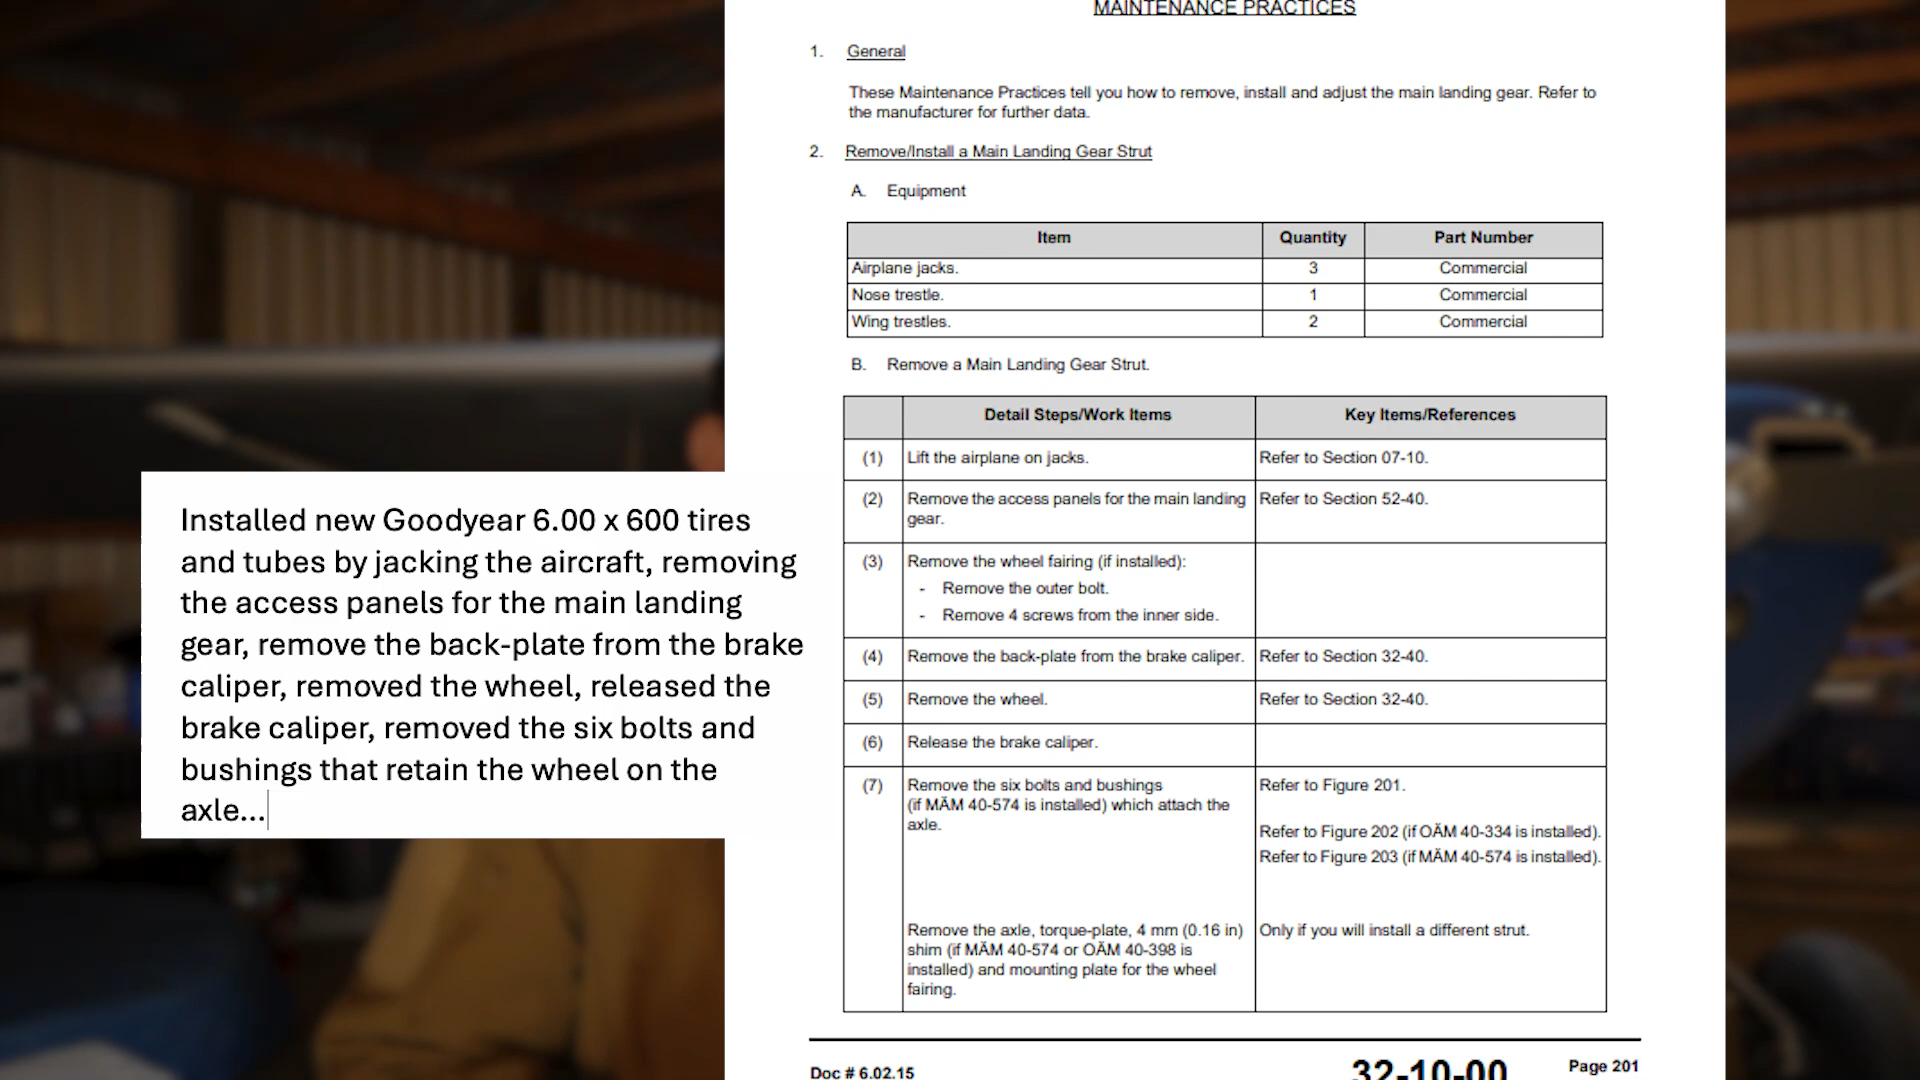 MAINTENANCE PRACTICES
1. General
These Maintenance Practices tell you how to remove, install and adjust the main landing gear. Refer to
the manufacturer for further data.
2. Remove/Install a Main Landing Gear Strut
A. Equipment
Item Quantity Part Number
Airplane jacks. 3 Commercial
Nose trestle. 1 Commercial
Wing trestles. 2 Commercial
B. Remove a Main Landing Gear Strut.
Detail Steps/Work Items Key Items/References
(1) Lift the airplane on jacks. Refer to Section 07-10.
(2) Remove the access panels for the main landing Refer to Section 52-40.
gear.
(3) Remove the wheel fairing (if installed):
- Remove the outer bolt.
- Remove 4 screws from the inner side.
(4) Remove the back-plate from the brake caliper. Refer to Section 32-40.
(5) Remove the wheel. Refer to Section 32-40.
(6) Release the brake caliper.
(7) Remove the six bolts and bushings Refer to Figure 201.
(if MÄM 40-574 is installed) which attach the
axle.
Refer to Figure 202 (if OÄM 40-334 is installed).
Refer to Figure 203 (if MÄM 40-574 is installed).
Remove the axle, torque-plate, 4 mm (0.16 in) Only if you will install a different strut.
shim (if MÄM 40-574 or OÄM 40-398 is
installed) and mounting plate for the wheel
fairing.
Doc # 6.02.15 32-10-00 Page 201
Installed new Goodyear 6.00 x 600 tires
and tubes by jacking the aircraft, removing
the access panels for the main landing
gear, remove the back-plate from the brake
caliper, removed the wheel, released the
brake caliper, removed the six bolts and
bushings that retain the wheel on the
axle...